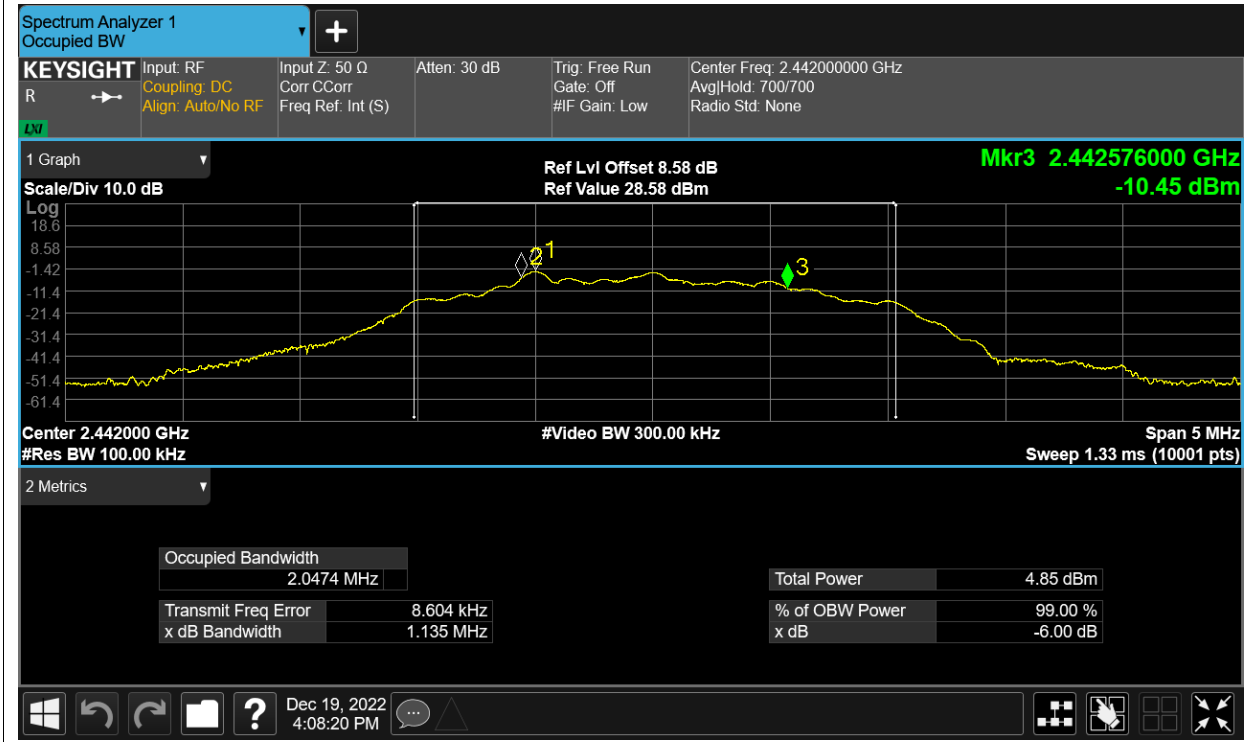 Spectrum Analyzer 1
Occupied BW
KEYSIGHT Input: RF Input Z: 50 Ω Atten: 30 dB Trig: Free Run Center Freq: 2.442000000 GHz
R Coupling: DC Corr CCorr Gate: Off Avg|Hold: 700/700
Align: Auto/No RF Freq Ref: Int (S) #IF Gain: Low Radio Std: None
LXI
1 Graph Ref Lvl Offset 8.58 dB Mkr3 2.442576000 GHz
Scale/Div 10.0 dB Ref Value 28.58 dBm -10.45 dBm
Log
18.6
8.58
-1.42
-11.4
-21.4
-31.4
-41.4
-51.4
-61.4
2 1 3
Center 2.442000 GHz #Video BW 300.00 kHz Span 5 MHz
#Res BW 100.00 kHz Sweep 1.33 ms (10001 pts)
2 Metrics
Occupied Bandwidth
2.0474 MHz Total Power 4.85 dBm
Transmit Freq Error 8.604 kHz % of OBW Power 99.00 %
x dB Bandwidth 1.135 MHz x dB -6.00 dB
Dec 19, 2022
4:08:20 PM